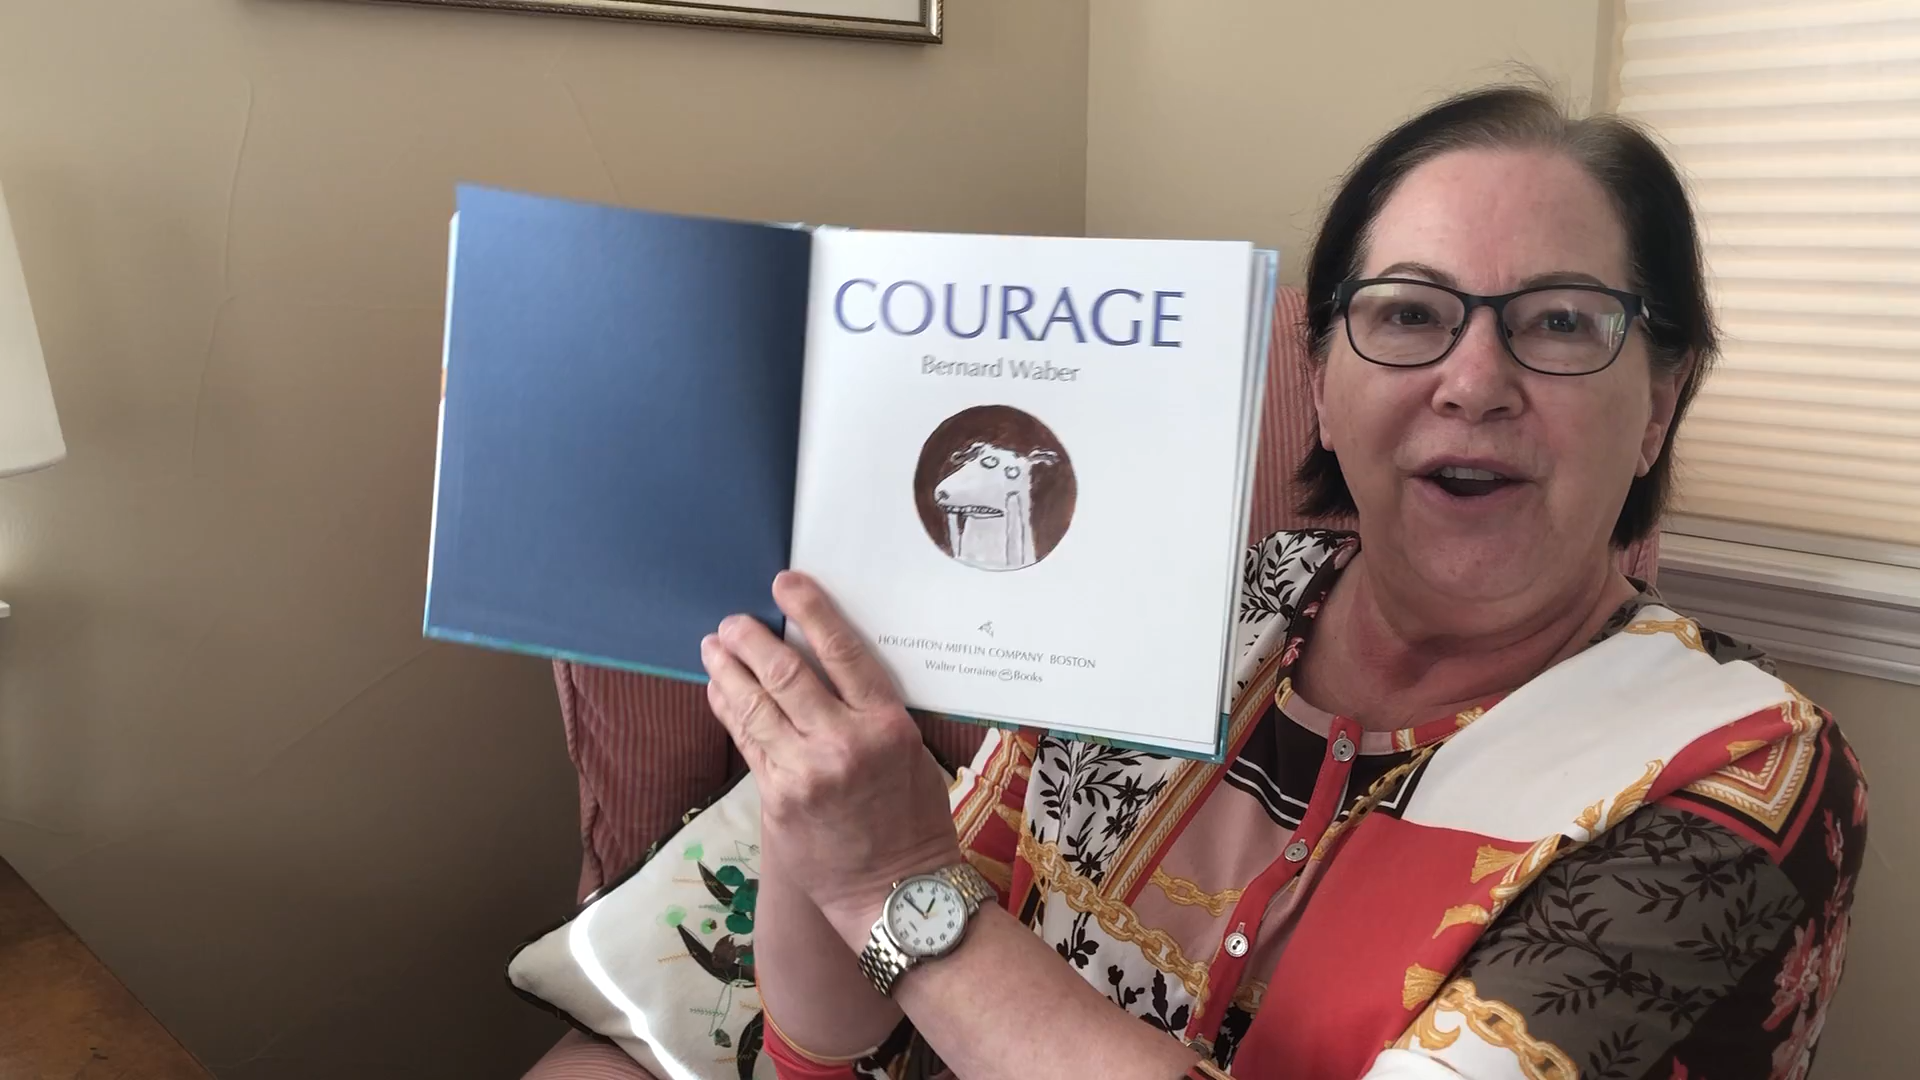 COURAGE
Bernard Waber
HOUGHTON MIFFLIN COMPANY BOSTON
Walter Lorraine Books